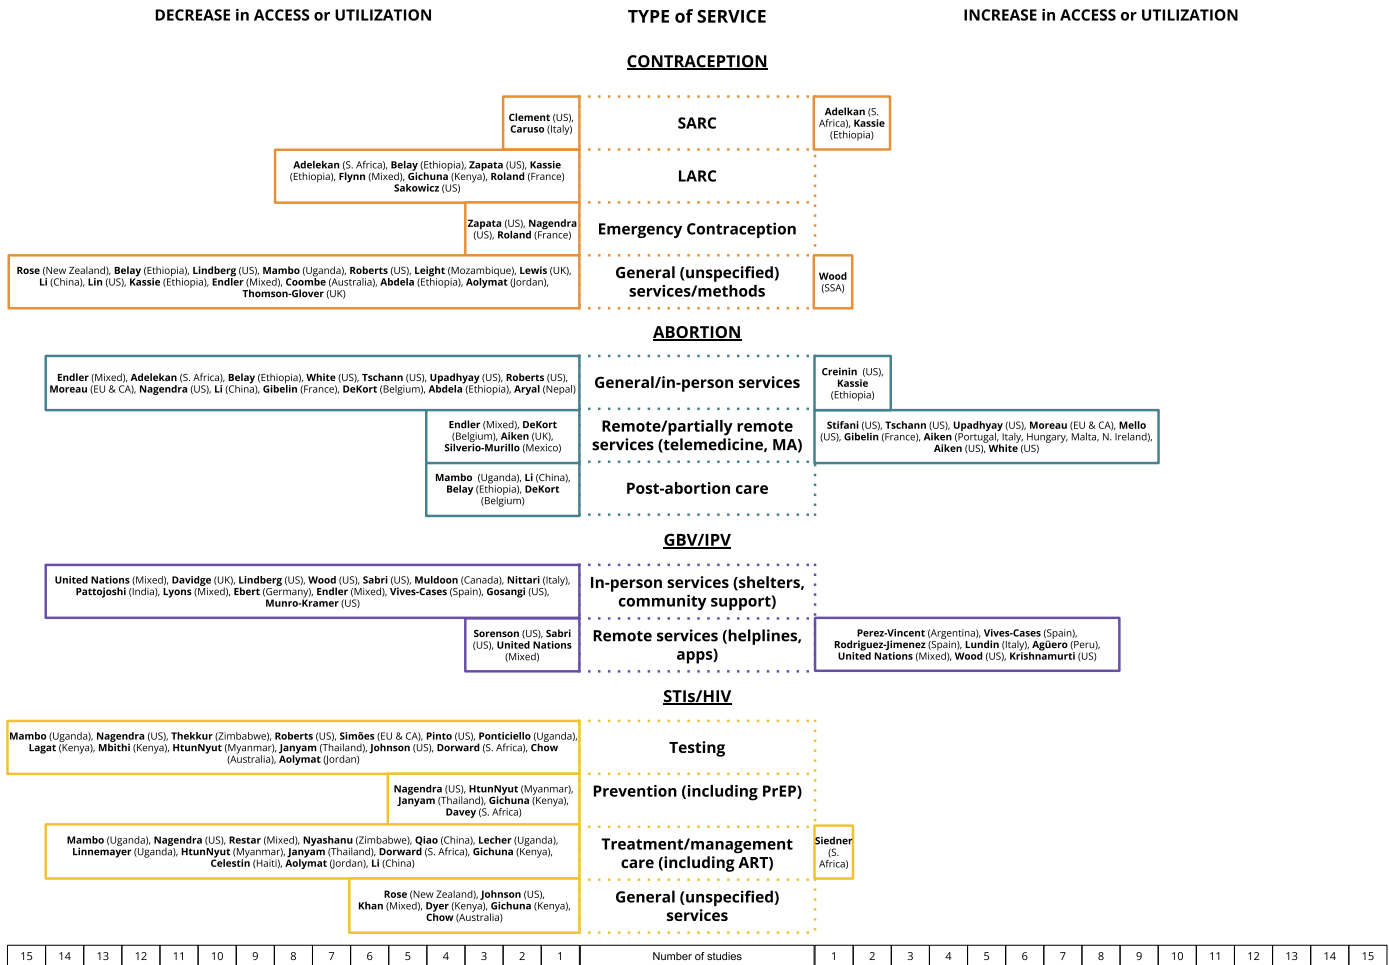 DECREASE in ACCESS or UTILIZATION
TYPE of SERVICE
INCREASE in ACCESS or UTILIZATION
CONTRACEPTION
Clement (US),
Caruso (Italy)
SARC
Adelkan (S.
Africa), Kassie
(Ethiopia)
Adelekan (S. Africa), Belay (Ethiopia), Zapata (US), Kassie
(Ethiopia), Flynn (Mixed), Gichuna (Kenya), Roland (France)
Sakowicz (US)
LARC
Zapata (US), Nagendra
(US), Roland (France)
Emergency Contraception
Rose (New Zealand), Belay (Ethiopia), Lindberg (US), Mambo (Uganda), Roberts (US), Leight (Mozambique), Lewis (UK),
Li (China), Lin (US), Kassie (Ethiopia), Endler (Mixed), Coombe (Australia), Abdela (Ethiopia), Aolymat (Jordan),
Thomson-Glover (UK)
General (unspecified)
services/methods
Wood
(SSA)
ABORTION
Endler (Mixed), Adelekan (S. Africa), Belay (Ethiopia), White (US), Tschann (US), Upadhyay (US), Roberts (US),
Moreau (EU & CA), Nagendra (US), Li (China), Gibelin (France), DeKort (Belgium), Abdela (Ethiopia), Aryal (Nepal)
General/in-person services
Creinin (US),
Kassie
(Ethiopia)
Endler (Mixed), DeKort
(Belgium), Aiken (UK),
Silverio-Murillo (Mexico)
Remote/partially remote
services (telemedicine, MA)
Stifani (US), Tschann (US), Upadhyay (US), Moreau (EU & CA), Mello
(US), Gibelin (France), Aiken (Portugal, Italy, Hungary, Malta, N. Ireland),
Aiken (US), White (US)
Mambo (Uganda), Li (China),
Belay (Ethiopia), DeKort
(Belgium)
Post-abortion care
GBV/IPV
United Nations (Mixed), Davidge (UK), Lindberg (US), Wood (US), Sabri (US), Muldoon (Canada), Nittari (Italy),
Pattojoshi (India), Lyons (Mixed), Ebert (Germany), Endler (Mixed), Vives-Cases (Spain), Gosangi (US),
Munro-Kramer (US)
In-person services (shelters,
community support)
Sorenson (US), Sabri
(US), United Nations
(Mixed)
Remote services (helplines,
apps)
Perez-Vincent (Argentina), Vives-Cases (Spain),
Rodriguez-Jimenez (Spain), Lundin (Italy), Agüero (Peru),
United Nations (Mixed), Wood (US), Krishnamurti (US)
STIs/HIV
Mambo (Uganda), Nagendra (US), Thekkur (Zimbabwe), Roberts (US), Simões (EU & CA), Pinto (US), Ponticiello (Uganda),
Lagat (Kenya), Mbithi (Kenya), HtunNyut (Myanmar), Janyam (Thailand), Johnson (US), Dorward (S. Africa), Chow
(Australia), Aolymat (Jordan)
Testing
Nagendra (US), HtunNyut (Myanmar),
Janyam (Thailand), Gichuna (Kenya),
Davey (S. Africa)
Prevention (including PrEP)
Mambo (Uganda), Nagendra (US), Restar (Mixed), Nyashanu (Zimbabwe), Qiao (China), Lecher (Uganda),
Linnemayer (Uganda), HtunNyut (Myanmar), Janyam (Thailand), Dorward (S. Africa), Gichuna (Kenya),
Celestin (Haiti), Aolymat (Jordan), Li (China)
Treatment/management
care (including ART)
Siedner
(S.
Africa)
Rose (New Zealand), Johnson (US),
Khan (Mixed), Dyer (Kenya), Gichuna (Kenya),
Chow (Australia)
General (unspecified)
services
15 14 13 12 11 10 9 8 7 6 5 4 3 2 1 Number of studies 1 2 3 4 5 6 7 8 9 10 11 12 13 14 15